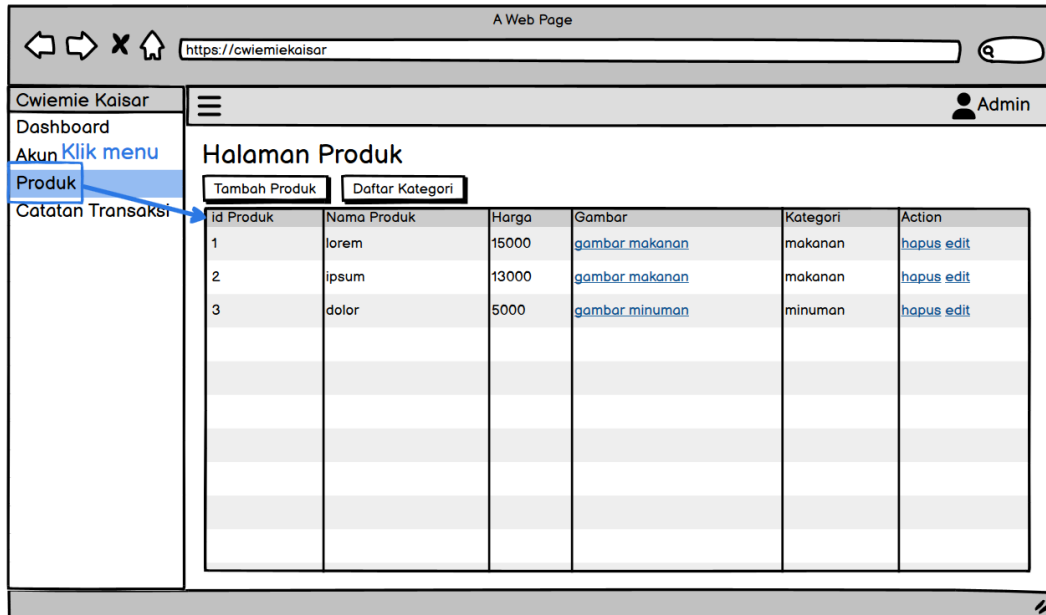 A Web Page
https://cwiemiekaisar
Cwiemie Kaisar
Admin
Dashboard
Akun Klik menu
Produk
Catatan Transaksi
Halaman Produk
Tambah Produk Daftar Kategori
id Produk Nama Produk Harga Gambar Kategori Action
1 lorem 15000 gambar makanan makanan hapus edit
2 ipsum 13000 gambar makanan makanan hapus edit
3 dolor 5000 gambar minuman minuman hapus edit